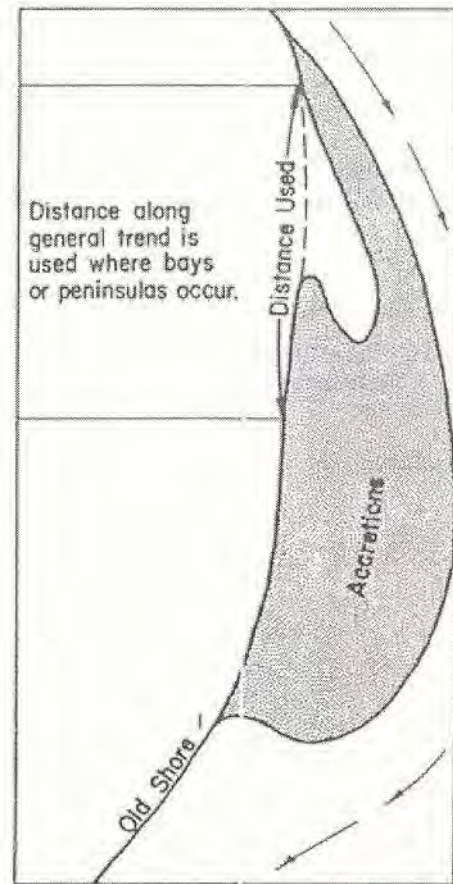 Distance along
general trend is
used where bays
or peninsulas occur.
Distance Used
Accretions
Old Shore